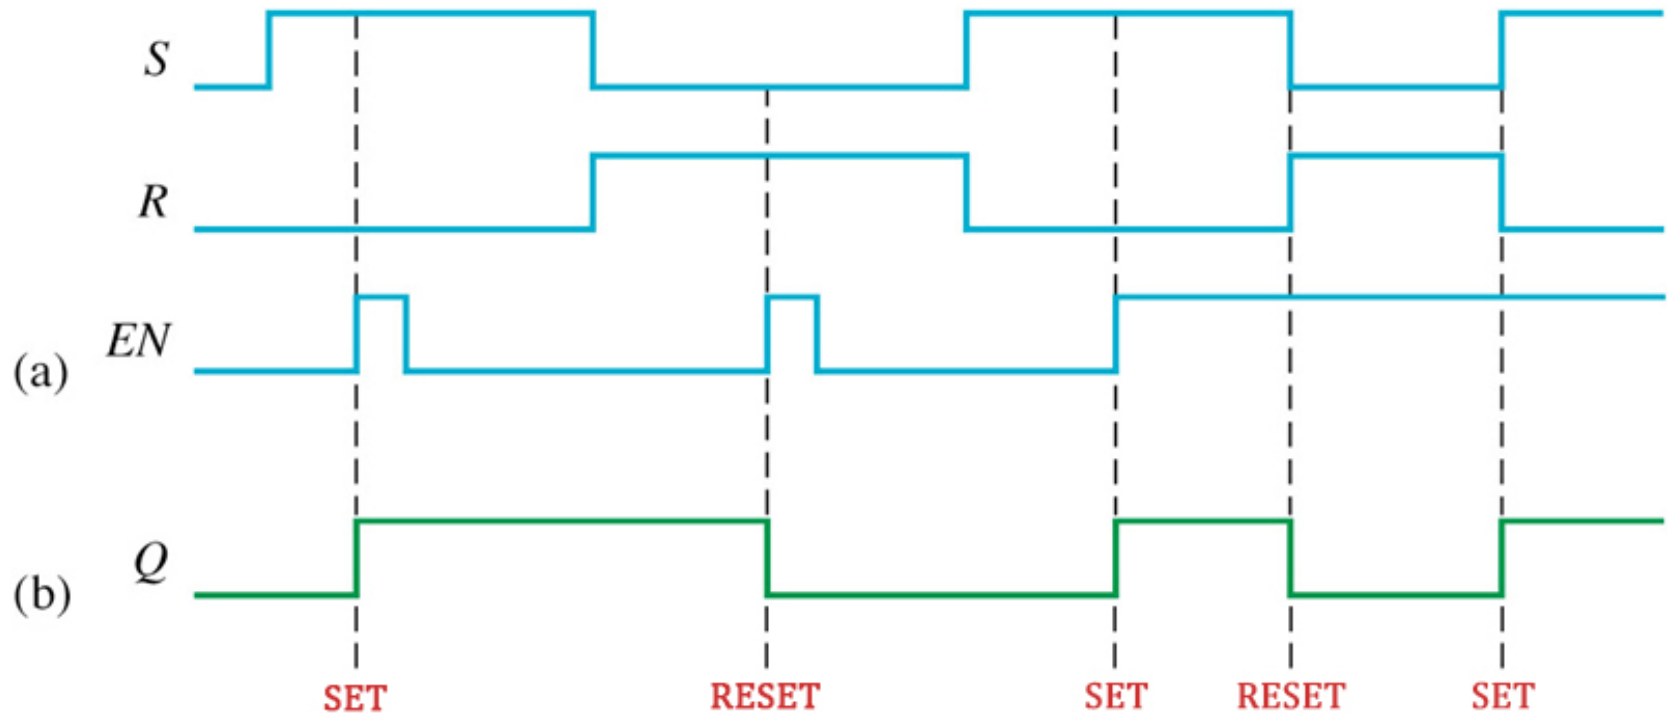 S
R
EN
(a)
Q
(b)
SET RESET SET RESET SET